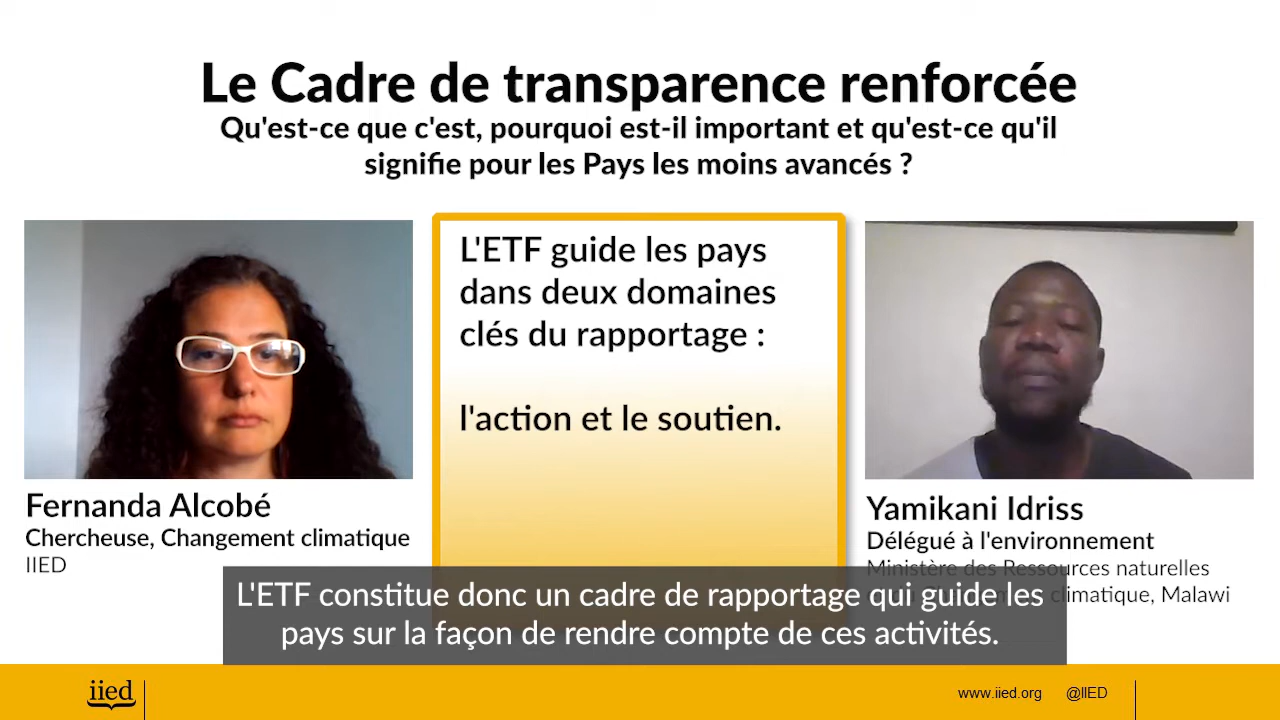 Le Cadre de transparence renforcée
Qu'est-ce que c'est, pourquoi est-il important et qu'est-ce qu'il
signifie pour les Pays les moins avancés ?
L'ETF guide les pays
dans deux domaines
clés du rapportage :
l'action et le soutien.
Fernanda Alcobé
Chercheuse, Changement climatique
IIED
Yamikani Idriss
Délégué à l'environnement
Ministère des Ressources naturelles
climatique, Malawi
L'ETF constitue donc un cadre de rapportage qui guide les
pays sur la façon de rendre compte de ces activités.
iied
www.iied.org @IIED